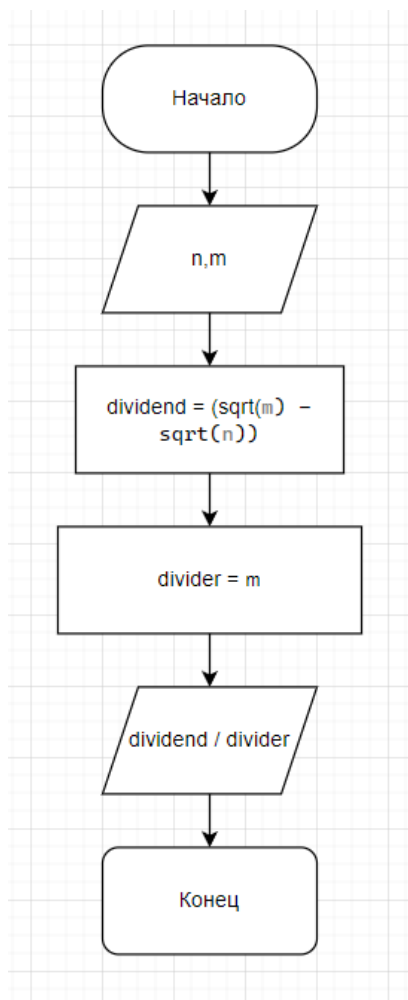 Начало
n,m
dividend = (sqrt(m) -
sqrt(n))
divider = m
dividend / divider
Конец